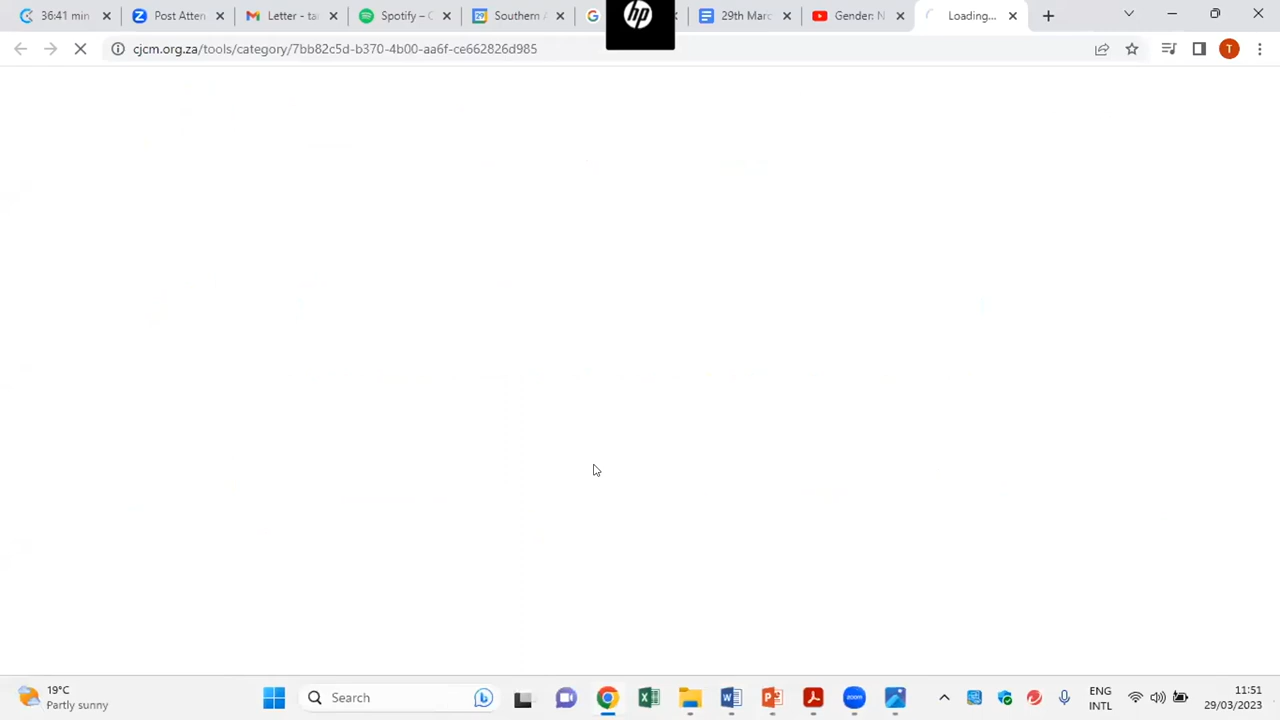 36:41 min
Post Atten
Letter - ta
Spotify – C
Southern A
29th Marc
Gender: N
Loading...
hp
cjcm.org.za/tools/category/7bb82c5d-b370-4b00-aa6f-ce662826d985
T
19°C
Partly sunny
Search
zoom
ENG
INTL
11:51
29/03/2023